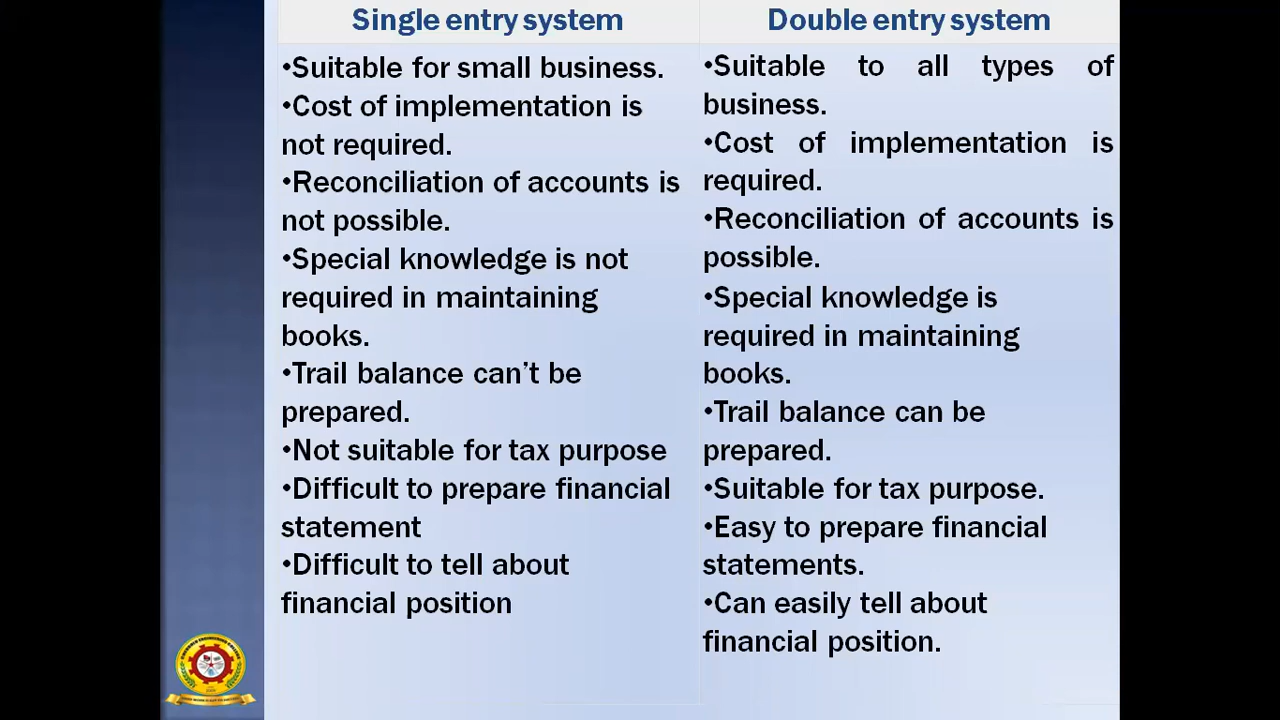 Single entry system
•Suitable for small business.
•Cost of implementation is
not required.
•Reconciliation of accounts is
not possible.
•Special knowledge is not
required in maintaining
books.
•Trail balance can't be
prepared.
•Not suitable for tax purpose
•Difficult to prepare financial
statement
•Difficult to tell about
financial position
Double entry system
•Suitable to all types of
business.
•Cost of implementation is
required.
•Reconciliation of accounts is
possible.
•Special knowledge is
required in maintaining
books.
•Trail balance can be
prepared.
•Suitable for tax purpose.
•Easy to prepare financial
statements.
•Can easily tell about
financial position.